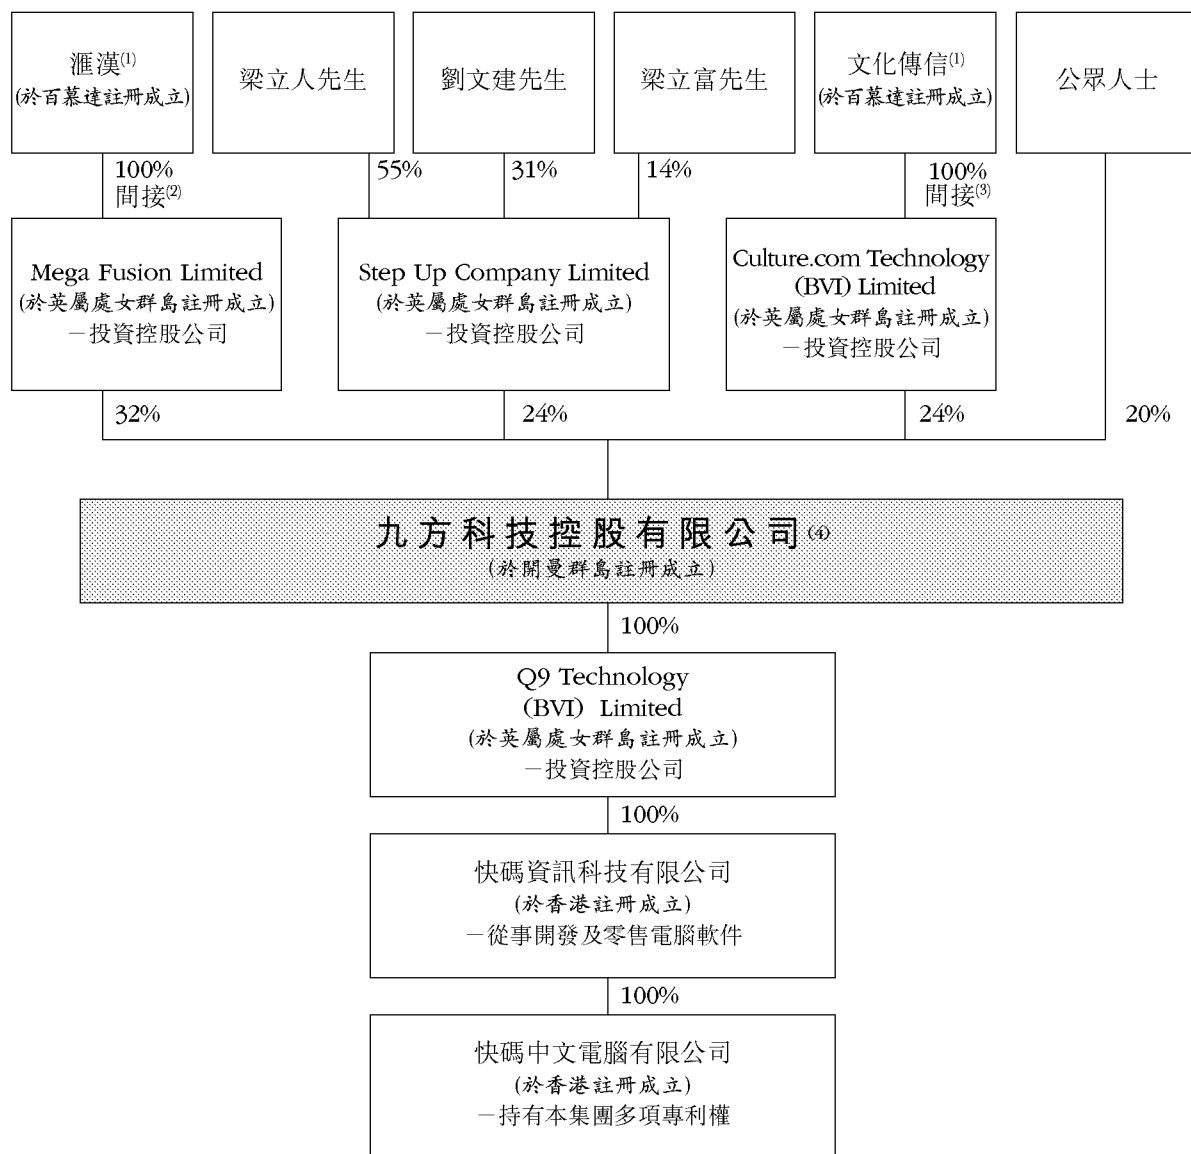 滙漢(1)
(於百慕達註冊成立)
梁立人先生
劉文建先生
梁立富先生
文化傳信(1)
(於百慕達註冊成立)
公眾人士
100%
間接(2)
55%
31%
14%
100%
間接(3)
Mega Fusion Limited
(於英屬處女群島註冊成立)
－投資控股公司
Step Up Company Limited
(於英屬處女群島註冊成立)
－投資控股公司
Culture.com Technology
(BVI) Limited
(於英屬處女群島註冊成立)
－投資控股公司
32%
24%
24%
20%
九方科技控股有限公司(4)
(於開曼群島註冊成立)
100%
Q9 Technology
(BVI) Limited
(於英屬處女群島註冊成立)
－投資控股公司
100%
快碼資訊科技有限公司
(於香港註冊成立)
－從事開發及零售電腦軟件
100%
快碼中文電腦有限公司
(於香港註冊成立)
－持有本集團多項專利權